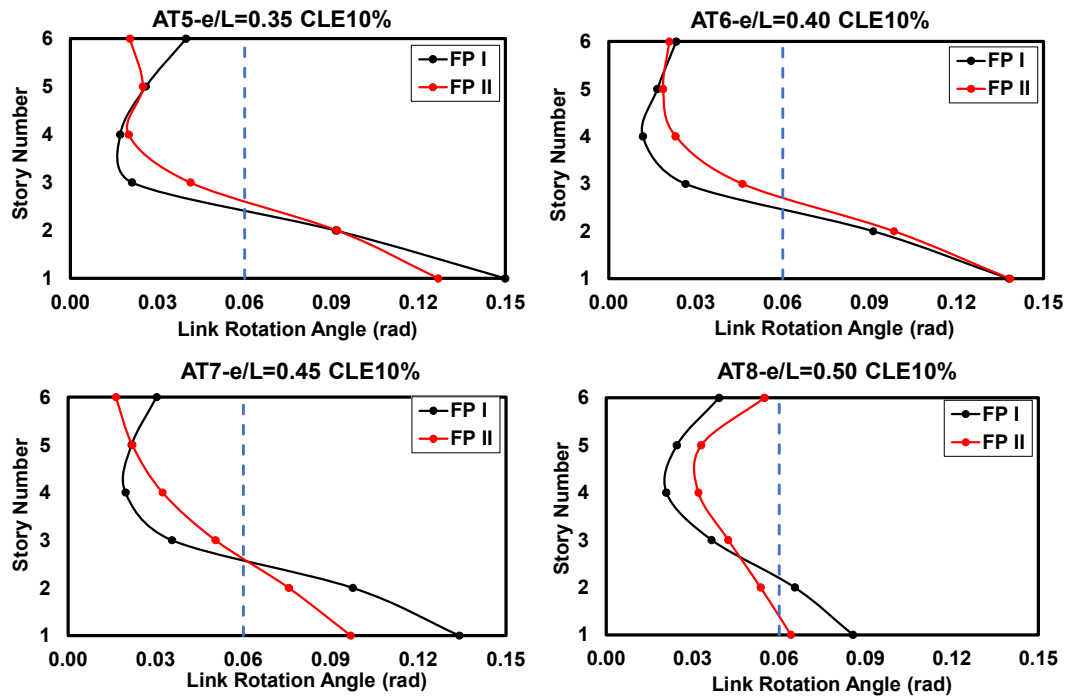 AT5-e/L=0.35 CLE10%
6
5
4
3
2
1
Story Number
FP I
FP II
0.00 0.03 0.06 0.09 0.12 0.15
Link Rotation Angle (rad)
AT6-e/L=0.40 CLE10%
6
5
4
3
2
1
Story Number
FP I
FP II
0.00 0.03 0.06 0.09 0.12 0.15
Link Rotation Angle (rad)
AT7-e/L=0.45 CLE10%
6
5
4
3
2
1
Story Number
FP I
FP II
0.00 0.03 0.06 0.09 0.12 0.15
Link Rotation Angle (rad)
AT8-e/L=0.50 CLE10%
6
5
4
3
2
1
Story Number
FP I
FP II
0.00 0.03 0.06 0.09 0.12 0.15
Link Rotation Angle (rad)